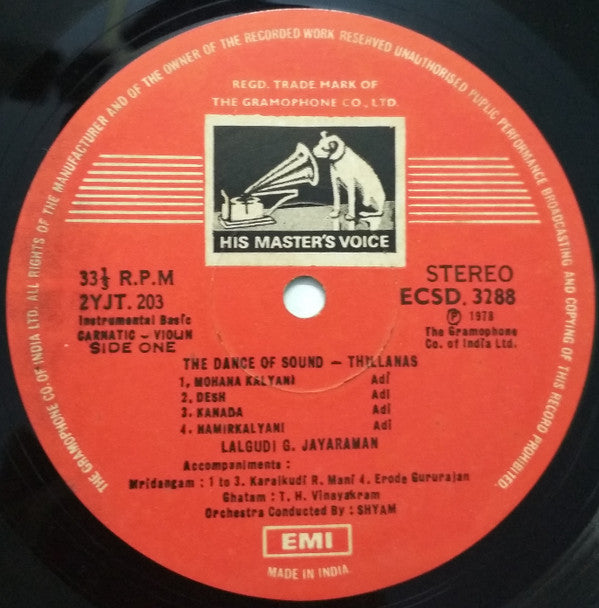 THE GRAMOPHONE CO. OF INDIA LTD. ALL RIGHTS OF THE MANUFACTURER AND OF THE OWNER OF THE RECORDED WORK RESERVED UNAUTHORISED PUBLIC PERFORMANCE BROADCASTING AND COPYING OF THIS RECORD PROHIBITED.
REGD. TRADE MARK OF
THE GRAMOPHONE CO., LTD.
HIS MASTER'S VOICE
33⅓ R.P.M
2YJT. 203
Instrumental Basic
CARNATIC - VIOLIN
SIDE ONE
STEREO
ECSD. 3288
Ⓟ 1978
The Gramophone
Co. of India Ltd.
THE DANCE OF SOUND - THILLANAS
1. MOHANA KALYANI Adi
2. DESH Adi
3. KANADA Adi
4. HAMIRKALYANI Adi
LALGUDI G. JAYARAMAN
Accompaniments :
Mridangam : 1 to 3. Karaikudi R. Mani 4. Erode Gururajan
Ghatam : T. H. Vinayakram
Orchestra Conducted By : SHYAM
EMI
MADE IN INDIA